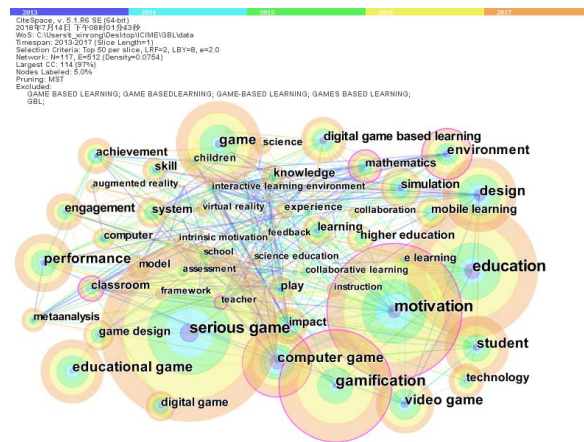 2013 2014 2015 2016 2017
CiteSpace, v. 5.1.R6 SE (64-bit)
2018年7月14日 下午08时01分43秒
WoS: C:\Users\t_xinrong\Desktop\ICIME\GBL\data
Timespan: 2013-2017 (Slice Length=1)
Selection Criteria: Top 50 per slice, LRF=2, LBY=8, e=2.0
Network: N=117, E=512 (Density=0.0754)
Largest CC: 114 (97%)
Nodes Labeled: 5.0%
Pruning: MST
Excluded:
GAME BASED LEARNING; GAME BASEDLEARNING; GAME-BASED LEARNING; GAMES BASED LEARNING;
GBL;
game
science
digital game based learning
achievement
children
environment
skill
knowledge
mathematics
augmented reality
interactive learning environment
simulation
design
engagement
system
virtual reality
experience
collaboration
mobile learning
computer
intrinsic motivation
feedback
learning
higher education
performance
model
school
science education
e learning
assessment
collaborative learning
education
classroom
framework
play
instruction
teacher
motivation
metaanalysis
game design
serious game
impact
student
educational game
computer game
gamification
technology
digital game
video game